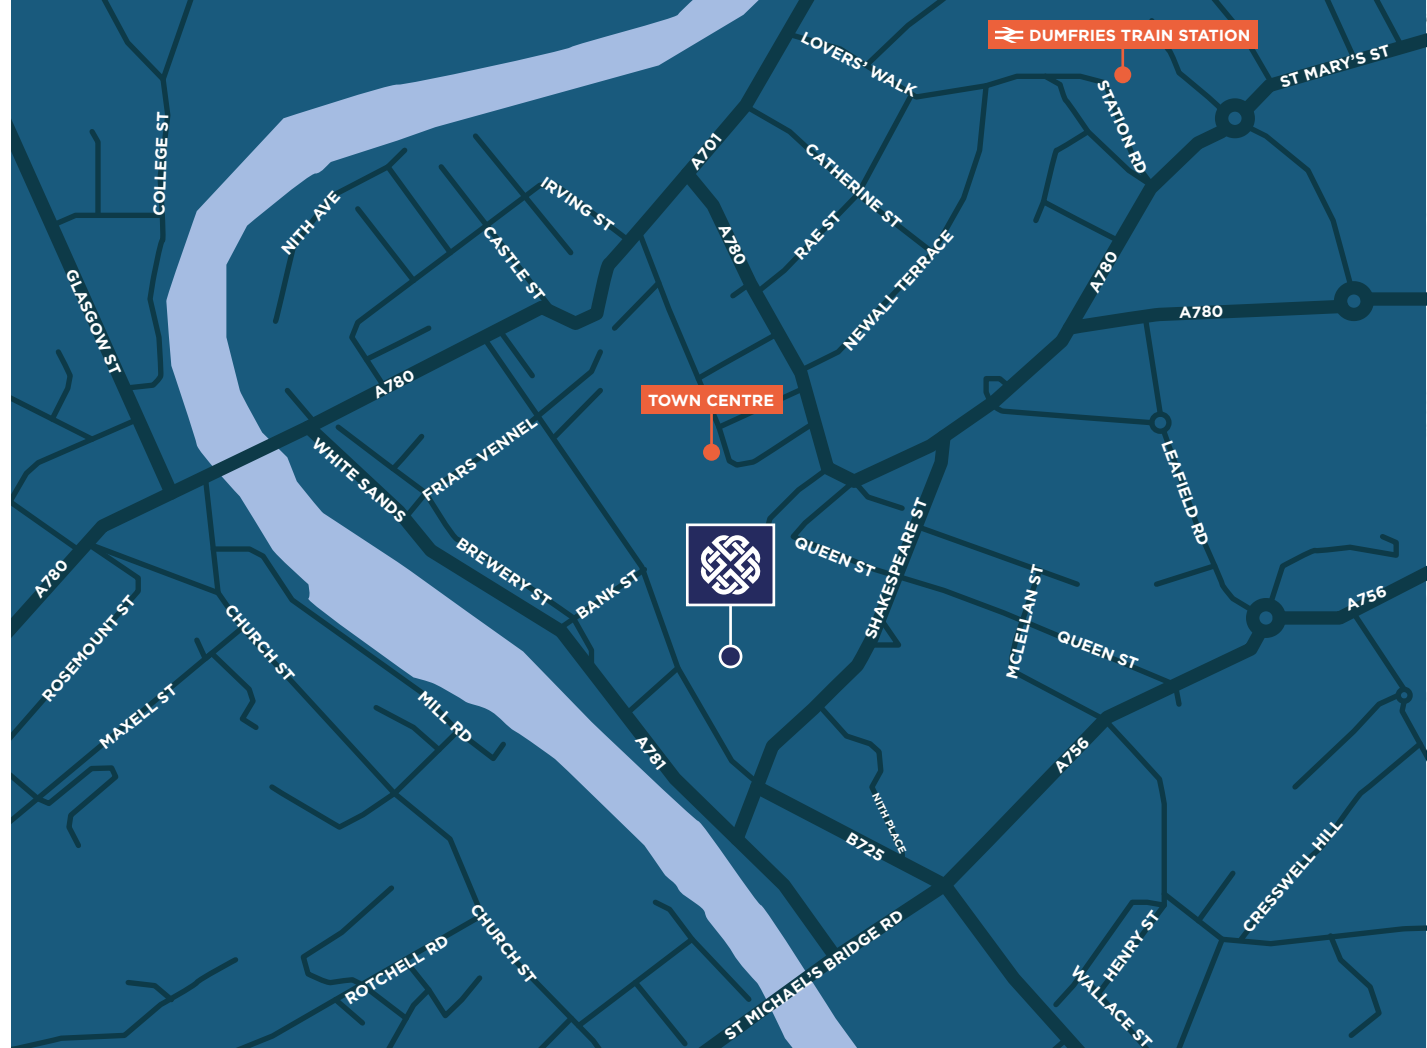 DUMFRIES TRAIN STATION
LOVERS' WALK
ST MARY'S ST
STATION RD
COLLEGE ST
A701
CATHERINE ST
IRVING ST
NITH AVE
RAE ST
CASTLE ST
A780
NEWALL TERRACE
A780
A780
GLASGOW ST
A780
TOWN CENTRE
FRIARS VENNEL
WHITE SANDS
LEAFIELD RD
SHAKESPEARE ST
QUEEN ST
BREWERY ST
BANK ST
A780
MCLELLAN ST
A756
ROSEMOUNT ST
CHURCH ST
QUEEN ST
MAXELL ST
MILL RD
A781
A756
NITH PLACE
B725
CRESSWELL HILL
CHURCH ST
ROTCHELL RD
ST MICHAEL'S BRIDGE RD
HENRY ST
WALLACE ST